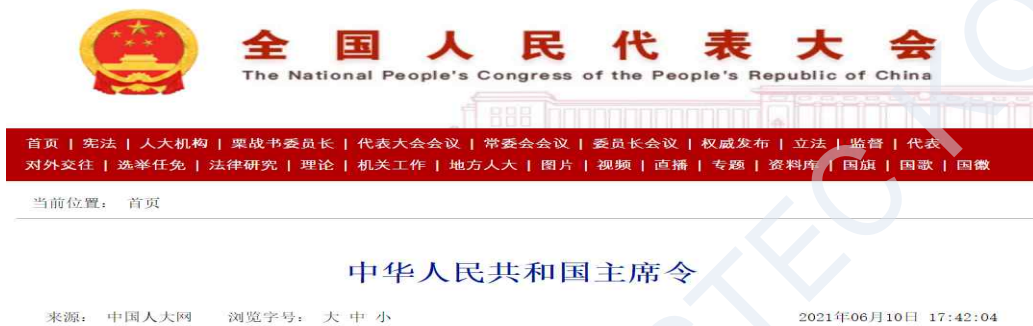 全国人民代表大会
The National People's Congress of the People's Republic of China
首页 | 宪法 | 人大机构 | 栗战书委员长 | 代表大会会议 | 常委会会议 | 委员长会议 | 权威发布 | 立法 | 监督 | 代表
对外交往 | 选举任免 | 法律研究 | 理论 | 机关工作 | 地方人大 | 图片 | 视频 | 直播 | 专题 | 资料库 | 国旗 | 国歌 | 国徽
当前位置： 首页
中华人民共和国主席令
来源： 中国人大网 浏览字号： 大 中 小 2021年06月10日 17:42:04